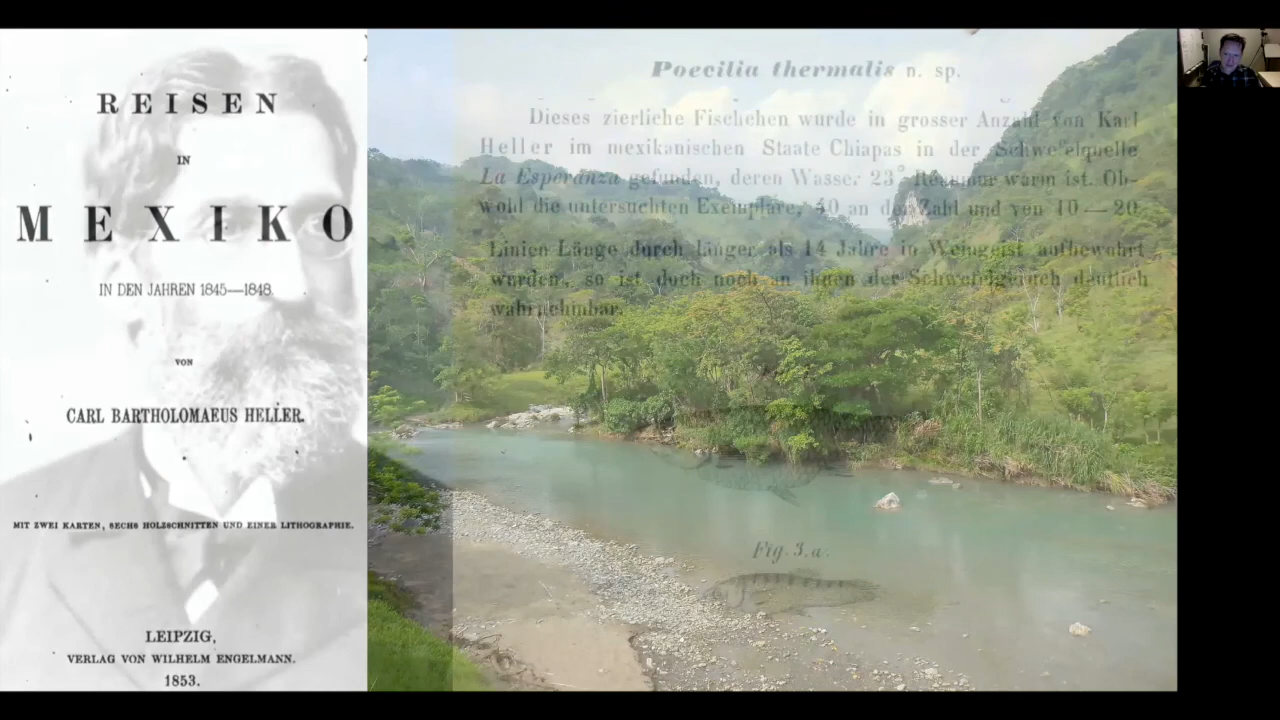 REISEN
IN
MEXIKO
IN DEN JAHREN 1845—1848.
VON
CARL BARTHOLOMAEUS HELLER.
MIT ZWEI KARTEN, SECHS HOLZSCHNITTEN UND EINER LITHOGRAPHIE.
LEIPZIG,
VERLAG VON WILHELM ENGELMANN.
1853.
Poecilia thermalis n. sp.
Dieses zierliche Fischchen wurde in grosser Anzahl von Karl
Heller im mexikanischen Staate Chiapas in der Schwefelquelle
La Esperanza gefunden, deren Wasser 23° Réaumur warm ist. Ob-
wohl die untersuchten Exemplare, 40 an der Zahl und von 10—20
Linien Länge durch länger als 14 Jahre in Weingeist aufbewahrt
wurden, so ist doch noch an ihnen der Schwefelgeruch deutlich
wahrnehmbar.
Fig. 3. a.